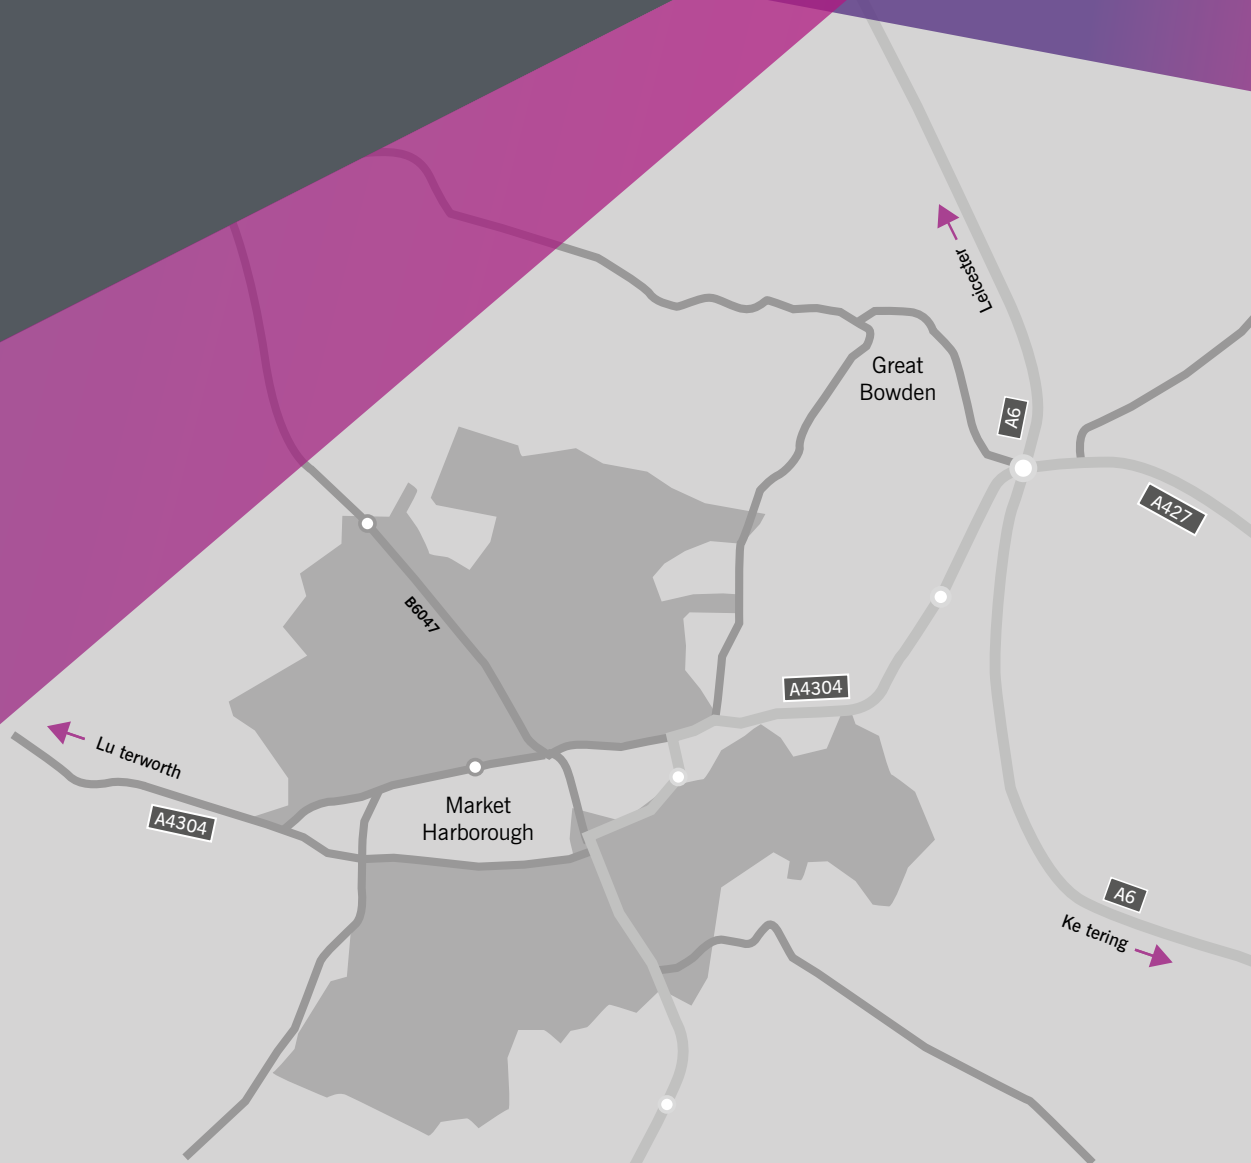 Leicester
Great
Bowden
A6
A427
B6047
A4304
Lu terworth
A4304
Market
Harborough
A6
Ke tering